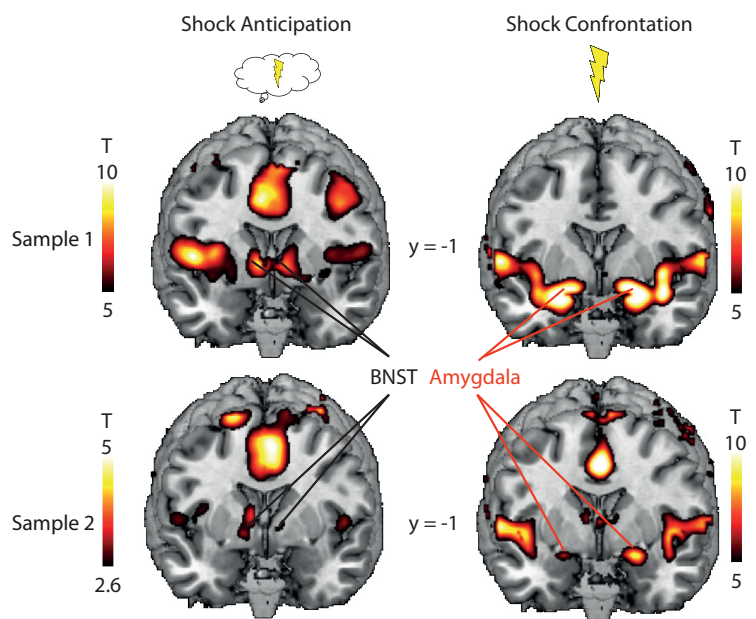 Shock Anticipation
Shock Confrontation
T
10
Sample 1
5
y = -1
T
10
5
BNST Amygdala
T
5
Sample 2
2.6
y = -1
T
10
5